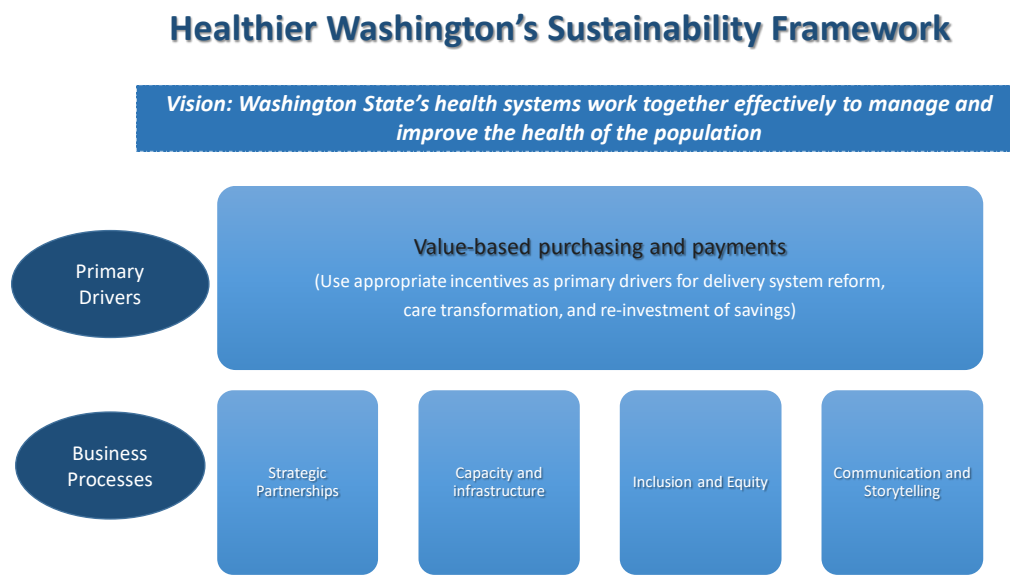 Healthier Washington’s Sustainability Framework
Vision: Washington State’s health systems work together effectively to manage and
improve the health of the population
Primary
Drivers
Value-based purchasing and payments
(Use appropriate incentives as primary drivers for delivery system reform,
care transformation, and re-investment of savings)
Business
Processes
Strategic
Partnerships
Capacity and
infrastructure
Inclusion and Equity
Communication and
Storytelling